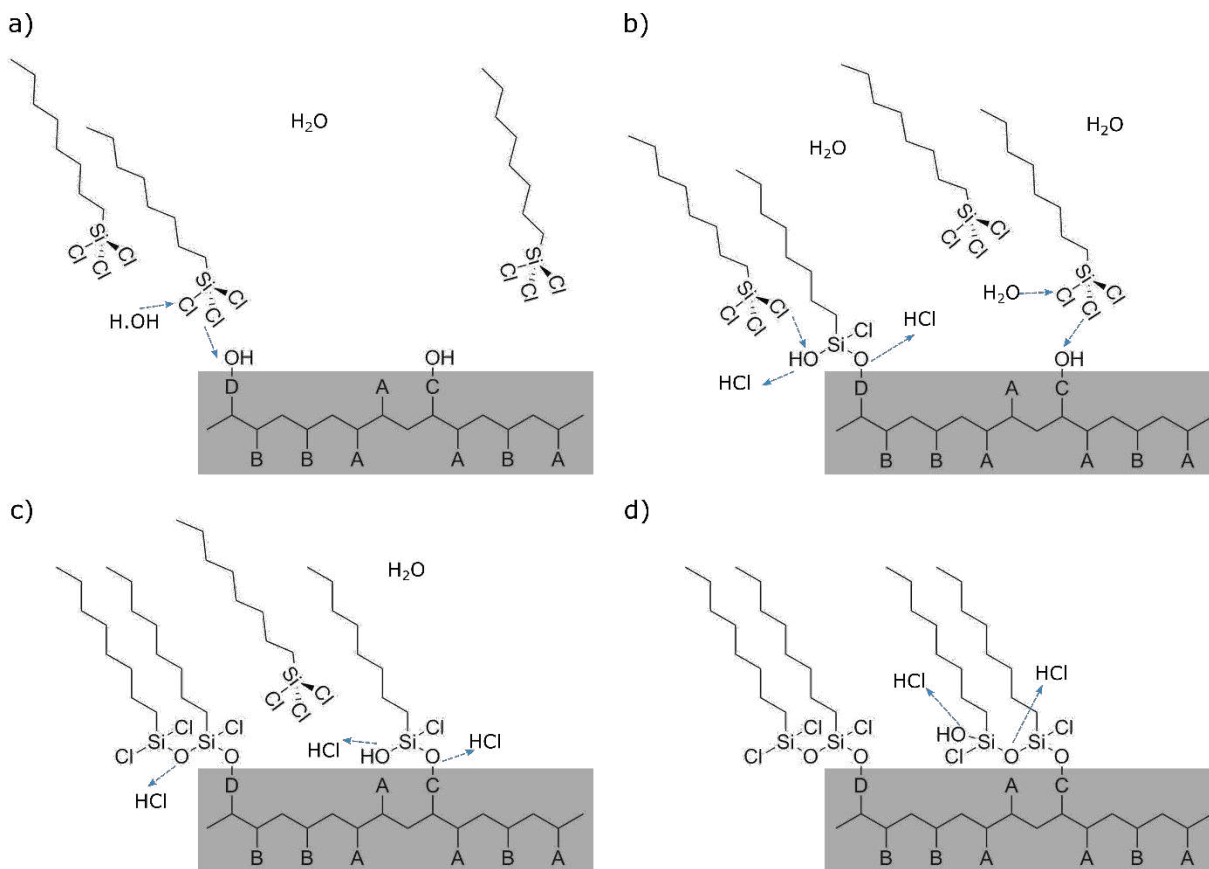 a)
H₂O
Si
Cl Cl Cl
Si
Cl Cl Cl
H.OH
Si
Cl Cl Cl
OH OH
D A C
B B A A B A
b)
H₂O
H₂O
Si
Cl Cl Cl
Si
Cl Cl Cl
Si
Cl Cl Cl
H₂O
Cl
HCl
Si
HO O
HCl
OH
D A C
B B A A B A
c)
H₂O
Si
Cl Cl Cl
Cl Cl
Si Si
Cl O O
HCl
Cl
HCl
Si
HO O
HCl
D A C
B B A A B A
d)
HCl
HCl
Cl Cl
Si Si
Cl O O
HO
Cl
Si Si
Cl O O
D A C
B B A A B A